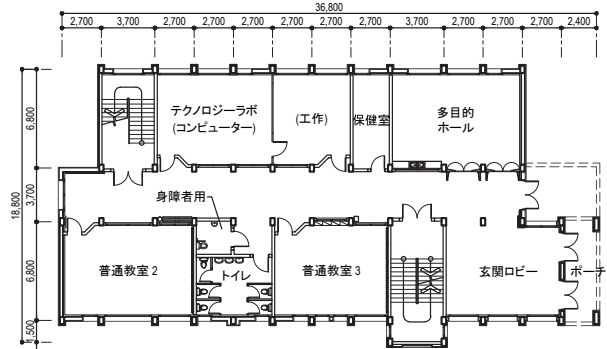 36,800
2,700 3,700 2,700 2,700 2,700 2,700 2,700 3,700 2,700 2,700 2,700 2,400
6,800
3,700
18,800
6,800
1,500
テクノロジーラボ
(コンピューター)
(工作)
保健室
多目的
ホール
身障者用
普通教室 2
トイレ
普通教室 3
玄関ロビー
ポーチ